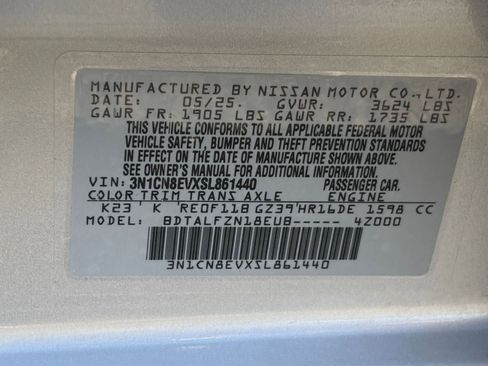 MANUFACTURED BY NISSAN MOTOR CO., LTD.
DATE: 05/25. GVWR: 3624 LBS
GAWR FR: 1905 LBS GAWR RR: 1735 LBS
THIS VEHICLE CONFORMS TO ALL APPLICABLE FEDERAL MOTOR
VEHICLE SAFETY, BUMPER AND THEFT PREVENTION STANDARDS
IN EFFECT ON THE DATE OF MANUFACTURE SHOWN ABOVE.
SEE OWNERS MANUAL FOR ADDITIONAL INFORMATION.
VIN: 3N1CN8EVXSL861440 PASSENGER CAR.
COLOR TRIM TRANS AXLE ENGINE
K23 K RE0F11B GZ39 HR16DE 1598 CC
MODEL: BDTALFZN18EUB----- 4Z000
3N1CN8EVXSL861440